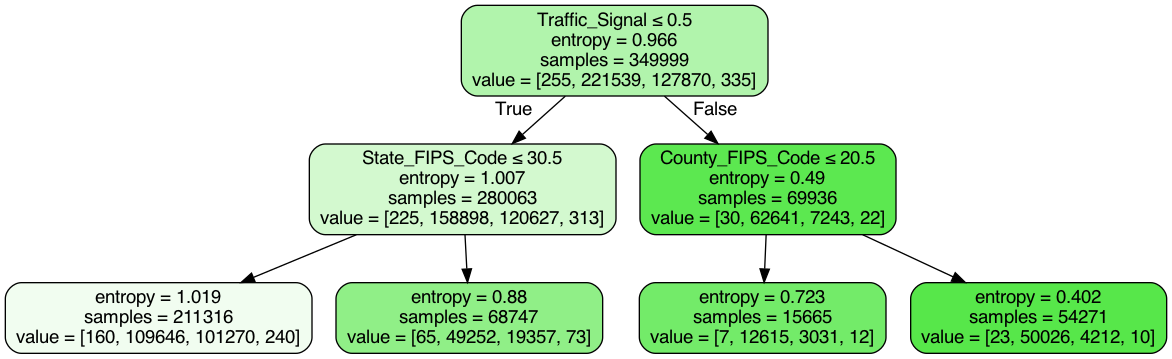 Traffic_Signal ≤ 0.5
entropy = 0.966
samples = 349999
value = [255, 221539, 127870, 335]
True
False
State_FIPS_Code ≤ 30.5
entropy = 1.007
samples = 280063
value = [225, 158898, 120627, 313]
County_FIPS_Code ≤ 20.5
entropy = 0.49
samples = 69936
value = [30, 62641, 7243, 22]
entropy = 1.019
samples = 211316
value = [160, 109646, 101270, 240]
entropy = 0.88
samples = 68747
value = [65, 49252, 19357, 73]
entropy = 0.723
samples = 15665
value = [7, 12615, 3031, 12]
entropy = 0.402
samples = 54271
value = [23, 50026, 4212, 10]